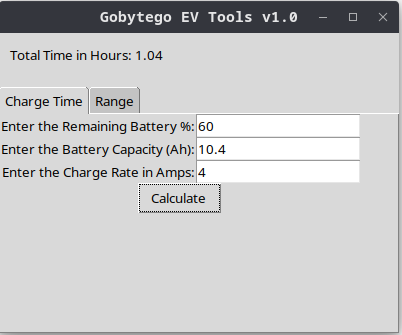 Gobytego EV Tools v1.0
Total Time in Hours: 1.04
Charge Time Range
Enter the Remaining Battery %: 60
Enter the Battery Capacity (Ah): 10.4
Enter the Charge Rate in Amps: 4
Calculate